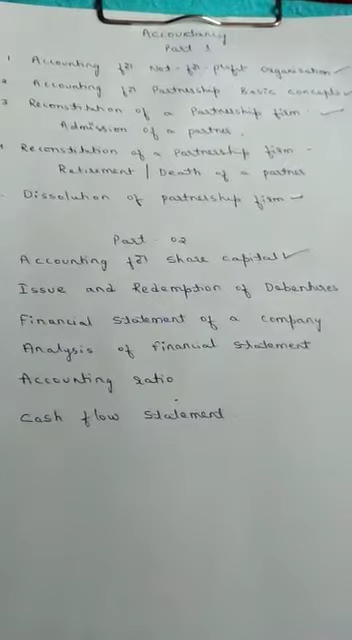 Accountancy
Part 1
1 Accounting for Not-for-profit Organisation
2 Accounting for Partnership Basic concepts
3 Reconstitution of a Partnership firm -
Admission of a partner.
4 Reconstitution of a Partnership firm -
Retirement / Death of a partner
Dissolution of partnership firm -
Part - 02
Accounting for share capital
Issue and Redemption of Debentures
Financial statement of a company
Analysis of financial statement
Accounting ratio
Cash flow statement